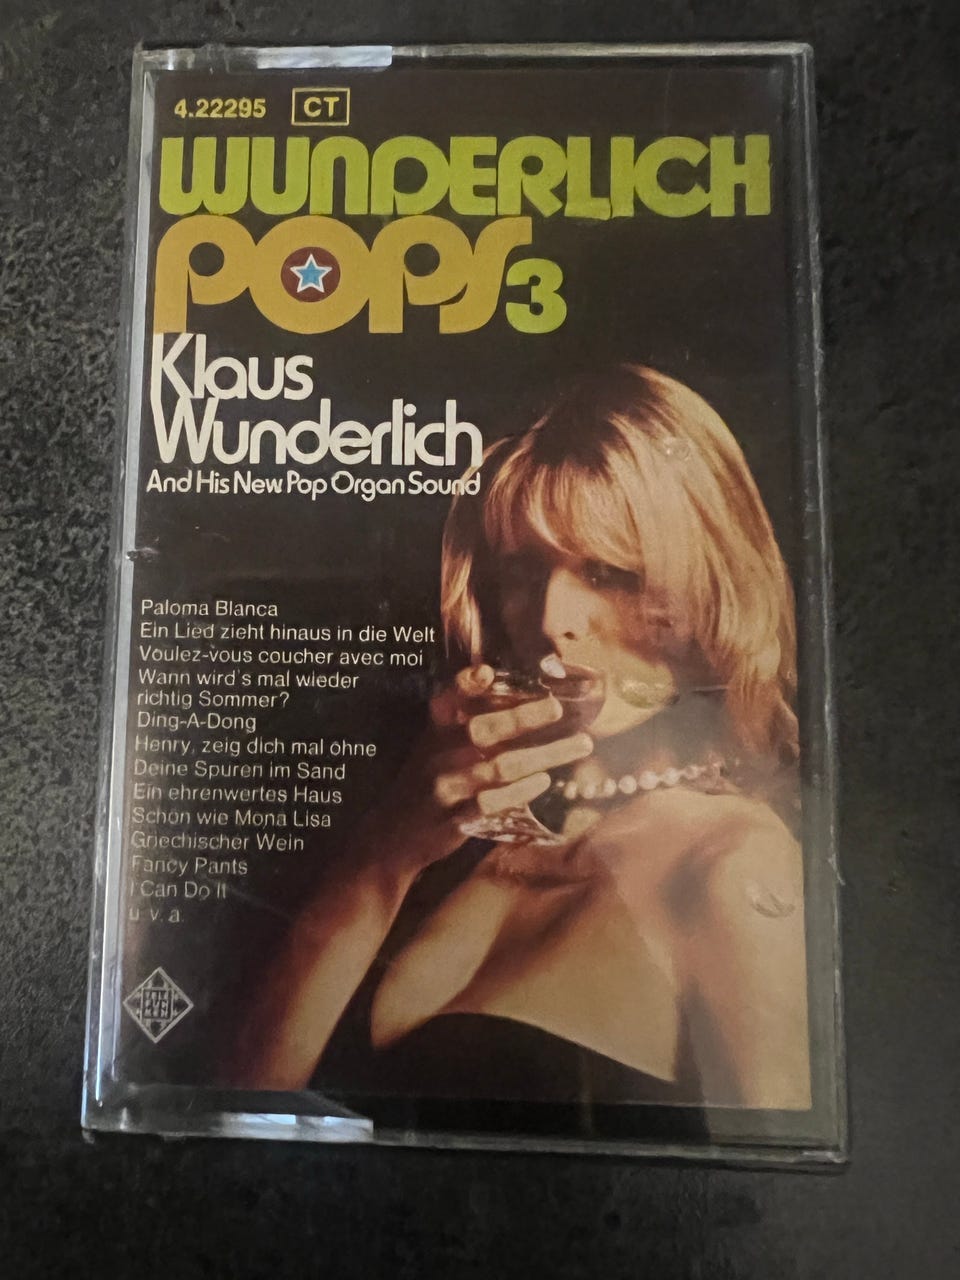 4.22295 CT
WUNDERLICH
POPS 3
Klaus
Wunderlich
And His New Pop Organ Sound
Paloma Blanca
Ein Lied zieht hinaus in die Welt
Voulez-vous coucher avec moi
Wann wird's mal wieder
richtig Sommer?
Ding-A-Dong
Henry, zeig dich mal ohne
Deine Spuren im Sand
Ein ehrenwertes Haus
Schön wie Mona Lisa
Griechischer Wein
Fancy Pants
I Can Do It
u. v. a.